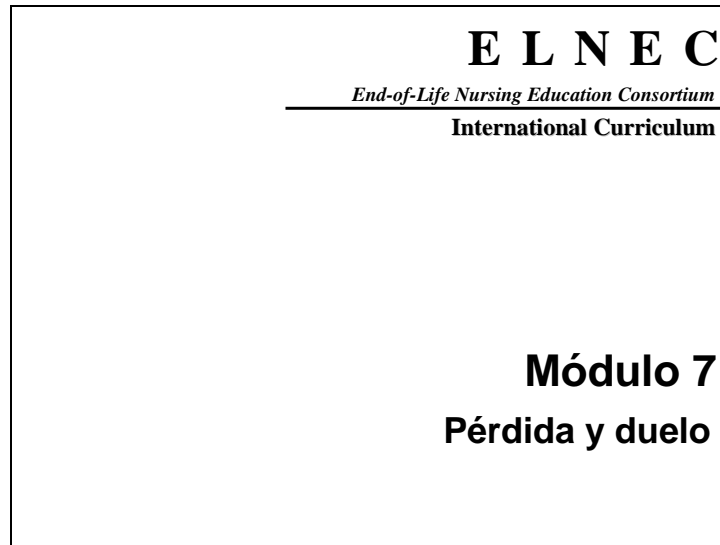 E L N E C
End-of-Life Nursing Education Consortium
International Curriculum
Módulo 7
Pérdida y duelo